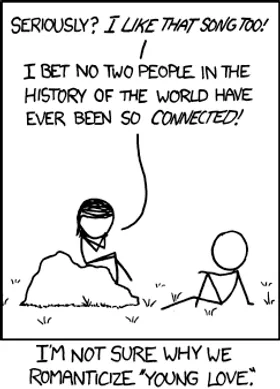 SERIOUSLY? I LIKE THAT SONG TOO!
I BET NO TWO PEOPLE IN THE
HISTORY OF THE WORLD HAVE
EVER BEEN SO CONNECTED!
I'M NOT SURE WHY WE
ROMANTICIZE "YOUNG LOVE."